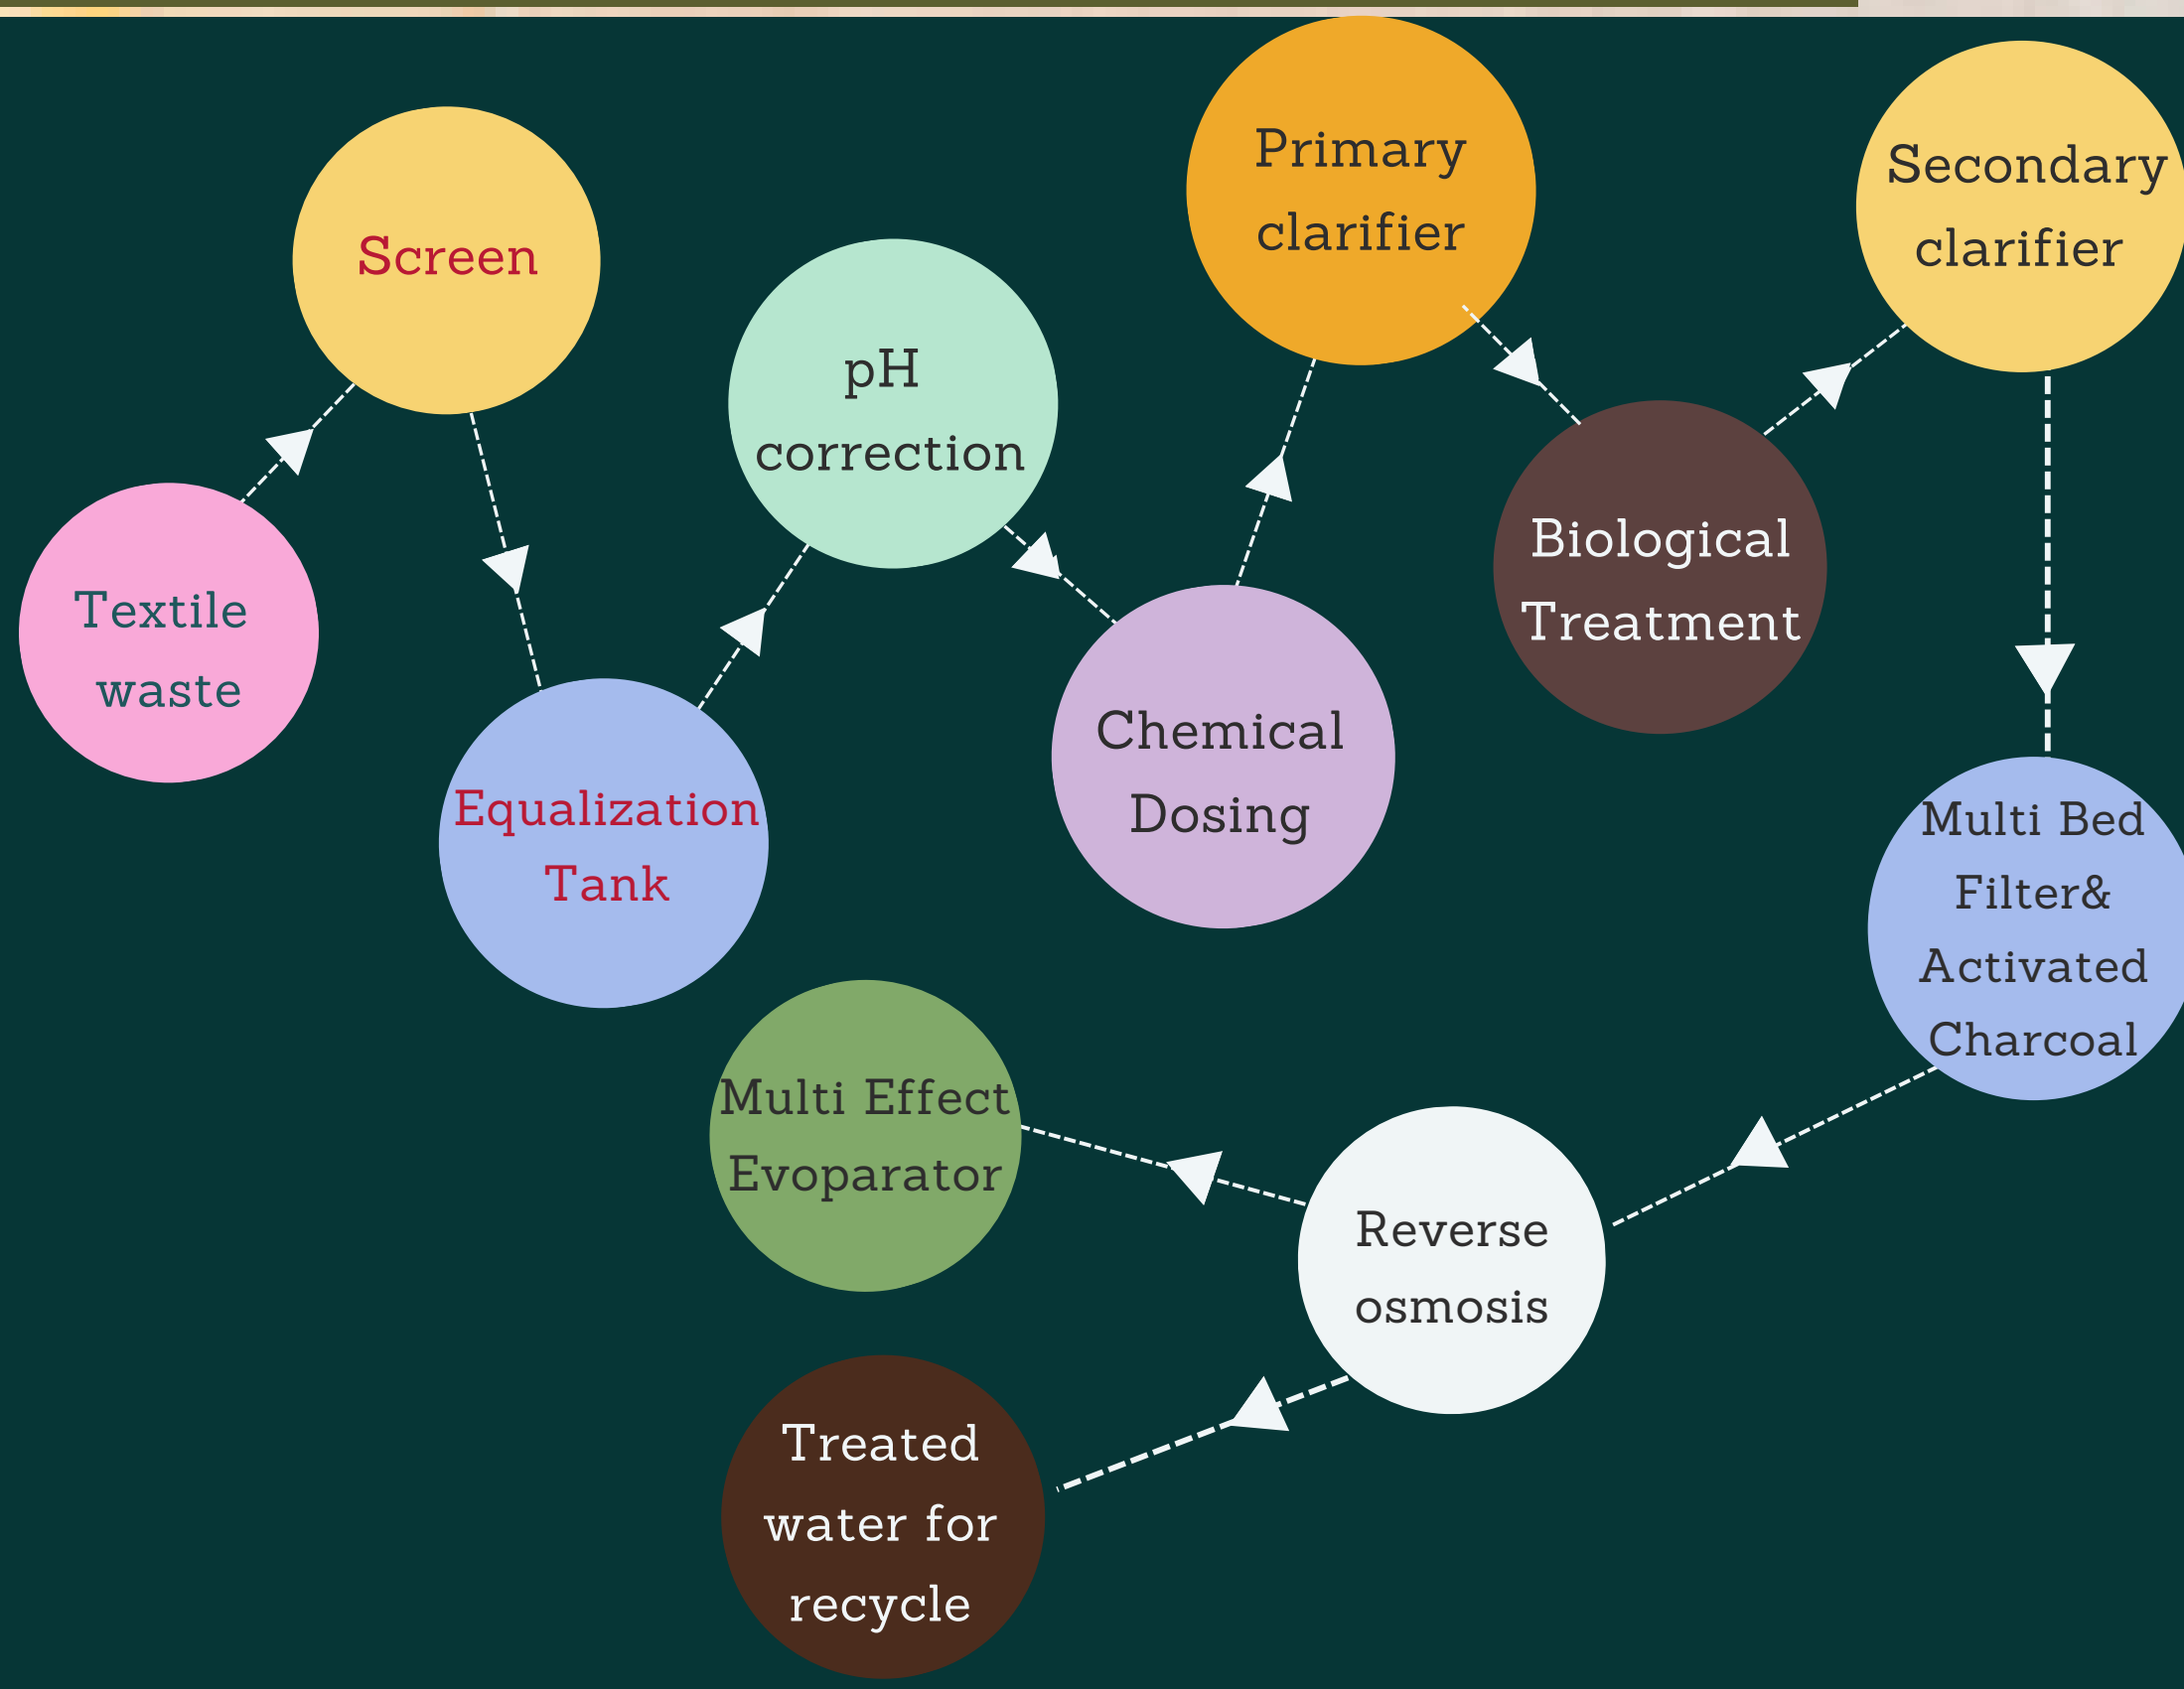 Textile
waste
Screen
Equalization
Tank
pH
correction
Chemical
Dosing
Primary
clarifier
Biological
Treatment
Secondary
clarifier
Multi Bed
Filter&
Activated
Charcoal
Reverse
osmosis
Multi Effect
Evoparator
Treated
water for
recycle